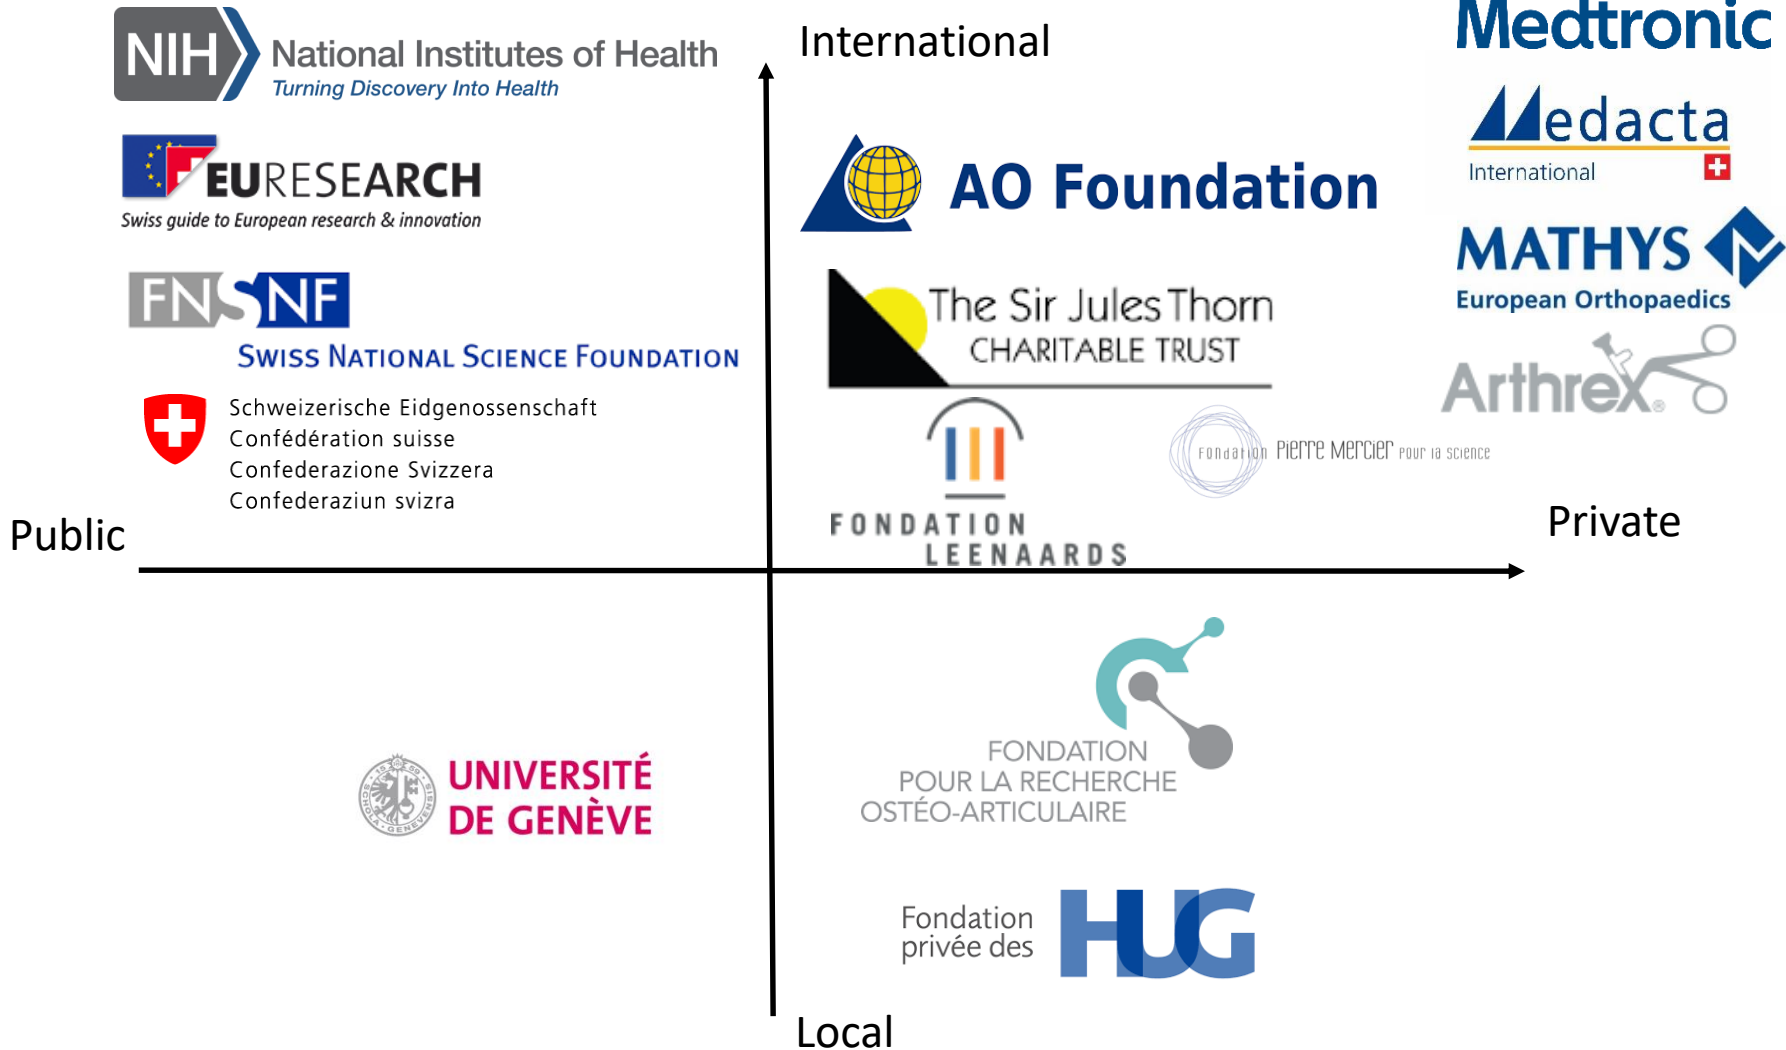 International
Medtronic
NIH
National Institutes of Health
Turning Discovery Into Health
Medacta
International
EURESEARCH
Swiss guide to European research & innovation
AO Foundation
MATHYS
European Orthopaedics
FNSNF
SWISS NATIONAL SCIENCE FOUNDATION
The Sir Jules Thorn
CHARITABLE TRUST
Arthrex®
Schweizerische Eidgenossenschaft
Confédération suisse
Confederazione Svizzera
Confederaziun svizra
FONDATION
LEENAARDS
FONDATION PIERRE MERCIER POUR LA SCIENCE
Public
Private
UNIVERSITÉ
DE GENÈVE
SCHOLA GENEVENSIS
1559
FONDATION
POUR LA RECHERCHE
OSTÉO-ARTICULAIRE
Fondation
privée des
HUG
Local